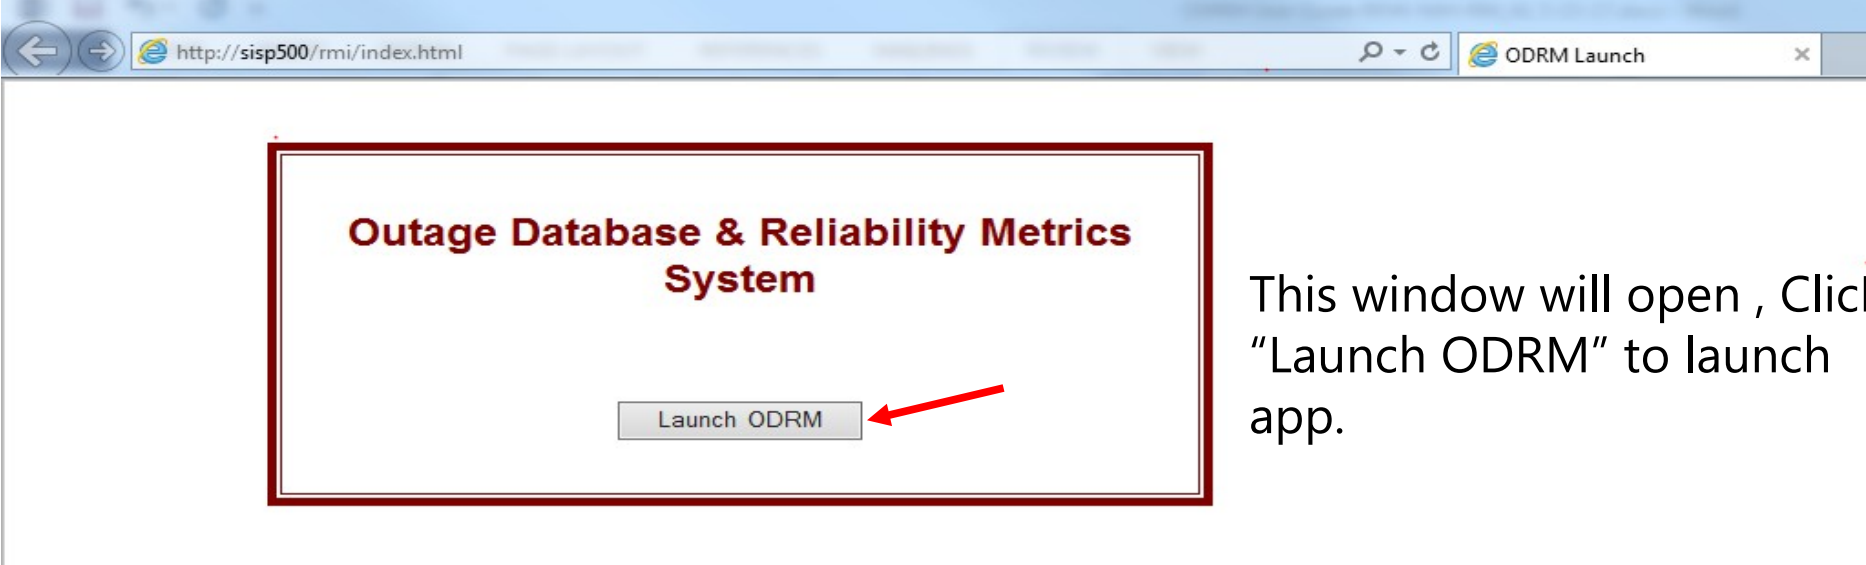 http://sisp500/rmi/index.html
ODRM Launch
Outage Database & Reliability Metrics
System
Launch ODRM
This window will open , Clic
“Launch ODRM” to launch
app.